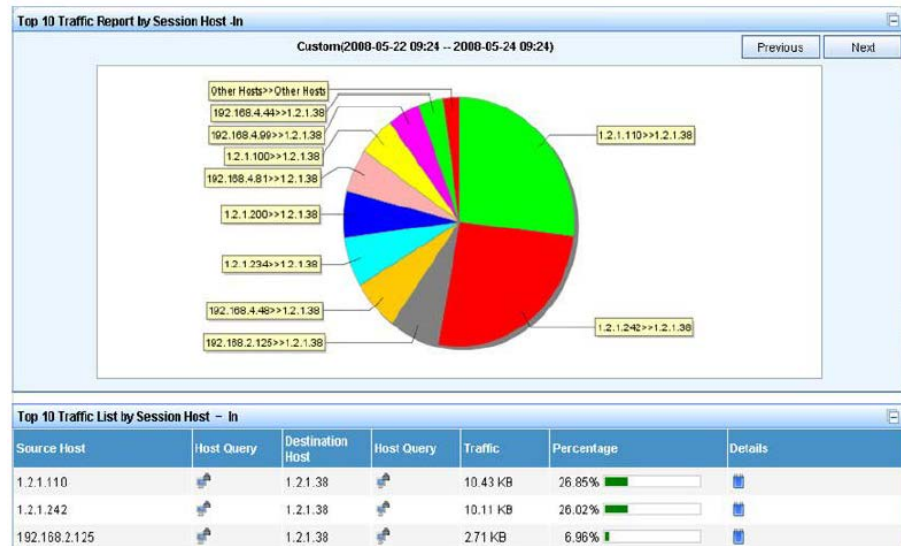 Top 10 Traffic Report by Session Host -In
Custom(2008-05-22 09:24 -- 2008-05-24 09:24)
Previous
Next
Other Hosts>>Other Hosts
192.168.4.44>>1.2.1.38
192.168.4.99>>1.2.1.38
1.2.1.100>>1.2.1.38
192.168.4.81>>1.2.1.38
1.2.1.200>>1.2.1.38
1.2.1.234>>1.2.1.38
192.168.4.48>>1.2.1.38
192.168.2.125>>1.2.1.38
1.2.1.110>>1.2.1.38
1.2.1.242>>1.2.1.38
Top 10 Traffic List by Session Host – In
Source Host Host Query Destination Host Host Query Traffic Percentage Details
1.2.1.110 1.2.1.38 10.43 KB 26.85%
1.2.1.242 1.2.1.38 10.11 KB 26.02%
192.168.2.125 1.2.1.38 2.71 KB 6.96%